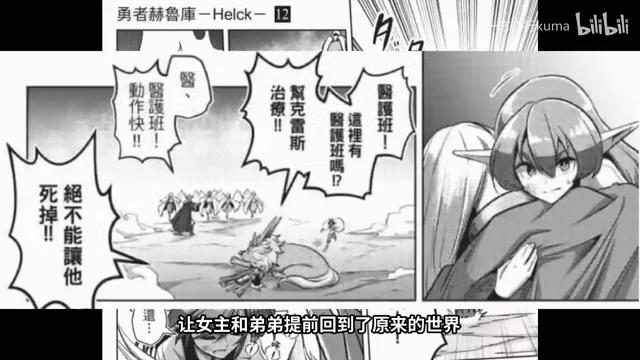 勇者赫魯庫－Helck－ 12
kuma
bilibili
醫護班！
這裡有
醫護班嗎!?
幫克雷斯
治療!!
醫、
醫護班！
動作快!!
絕不能讓他
死掉!!
還…
让女主和弟弟提前回到了原来的世界